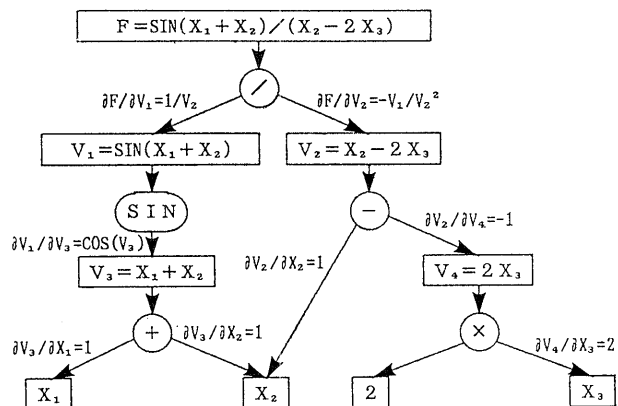 F=SIN(X₁+X₂)/(X₂-2X₃)
/
∂F/∂V₁=1/V₂
∂F/∂V₂=-V₁/V₂²
V₁=SIN(X₁+X₂)
V₂=X₂-2X₃
SIN
-
∂V₂/∂V₄=-1
∂V₁/∂V₃=COS(V₃)
V₃=X₁+X₂
∂V₂/∂X₂=1
V₄=2X₃
+
×
∂V₃/∂X₁=1
∂V₃/∂X₂=1
∂V₄/∂X₃=2
X₁
X₂
2
X₃